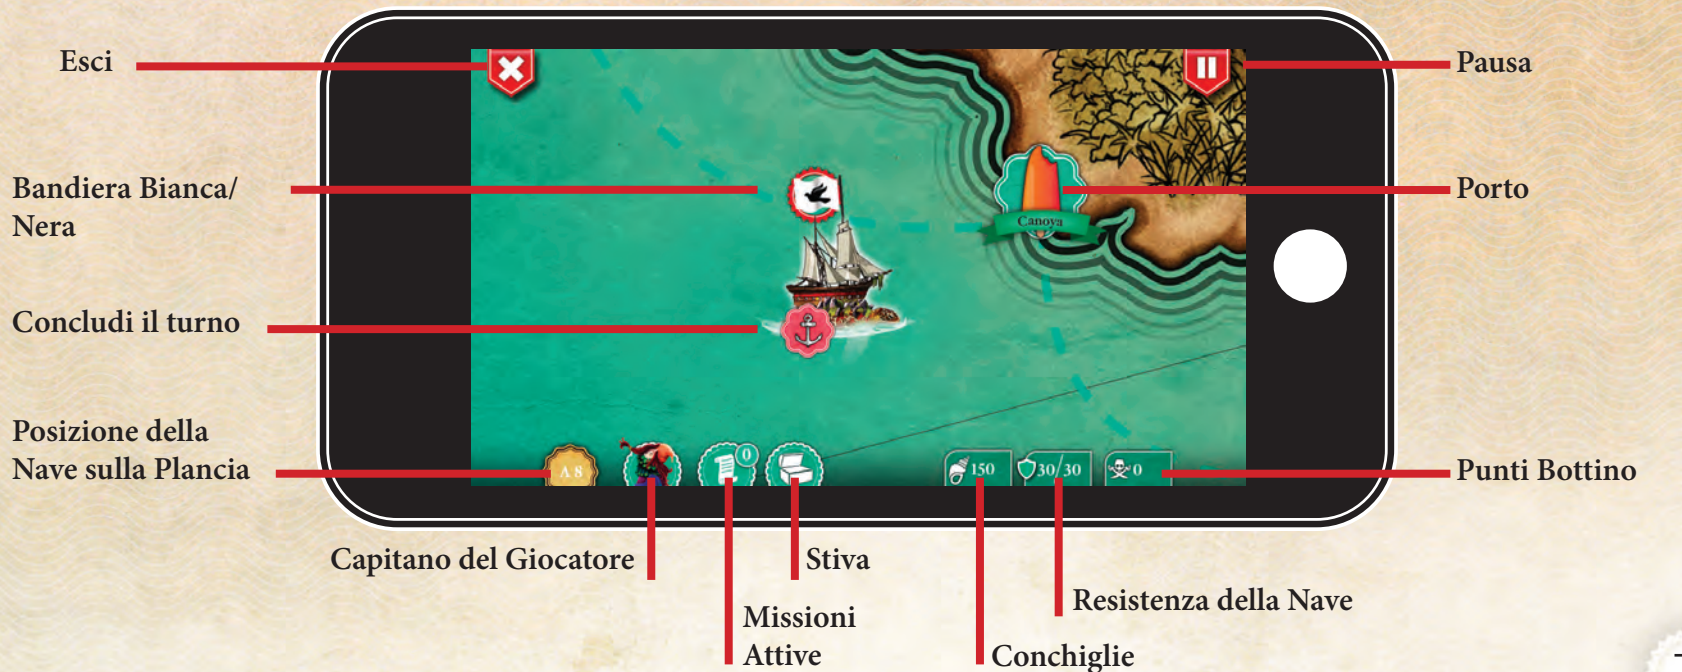 Esci
Pausa
Bandiera Bianca/
Nera
Porto
Canova
Concludi il turno
Posizione della
Nave sulla Plancia
A 8
0
150
30/30
0
Punti Bottino
Capitano del Giocatore
Stiva
Missioni
Attive
Resistenza della Nave
Conchiglie